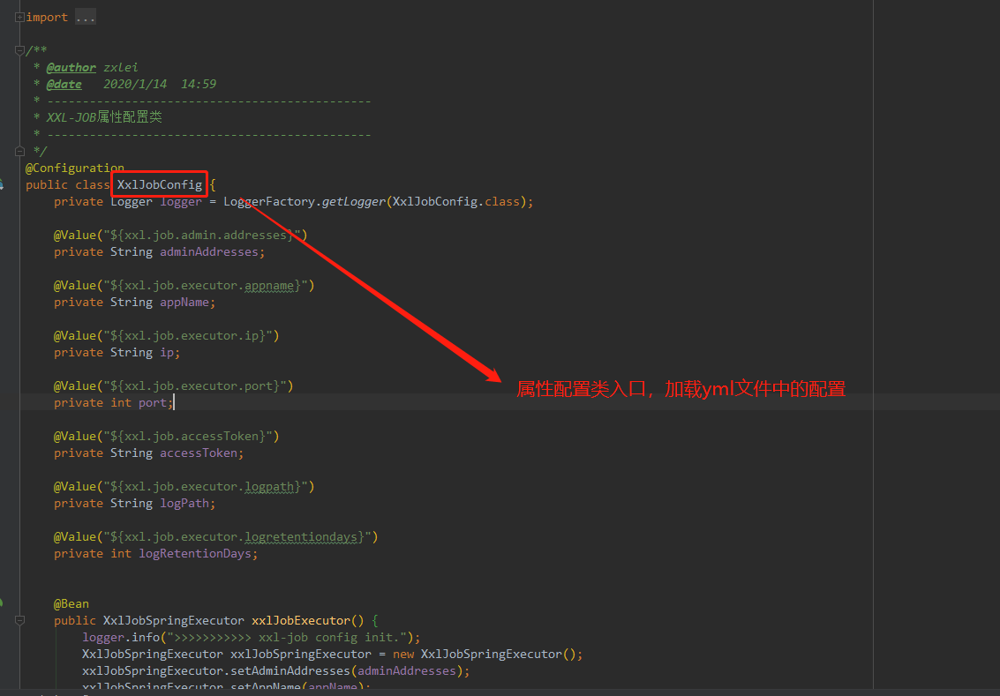 import ...
/**
 * @author zxlei
 * @date   2020/1/14  14:59
 * ----------------------------------------------
 * XXL-JOB属性配置类
 * ----------------------------------------------
 */
@Configuration
public class XxlJobConfig {
    private Logger logger = LoggerFactory.getLogger(XxlJobConfig.class);
    @Value("${xxl.job.admin.addresses}")
    private String adminAddresses;
    @Value("${xxl.job.executor.appname}")
    private String appName;
    @Value("${xxl.job.executor.ip}")
    private String ip;
    @Value("${xxl.job.executor.port}")
属性配置类入口，加载yml文件中的配置
    private int port;
    @Value("${xxl.job.accessToken}")
    private String accessToken;
    @Value("${xxl.job.executor.logpath}")
    private String logPath;
    @Value("${xxl.job.executor.logretentiondays}")
    private int logRetentionDays;
    @Bean
    public XxlJobSpringExecutor xxlJobExecutor() {
        logger.info(">>>>>>>>>>> xxl-job config init.");
        XxlJobSpringExecutor xxlJobSpringExecutor = new XxlJobSpringExecutor();
        xxlJobSpringExecutor.setAdminAddresses(adminAddresses);
        xxlJobSpringExecutor.setAppName(appName);